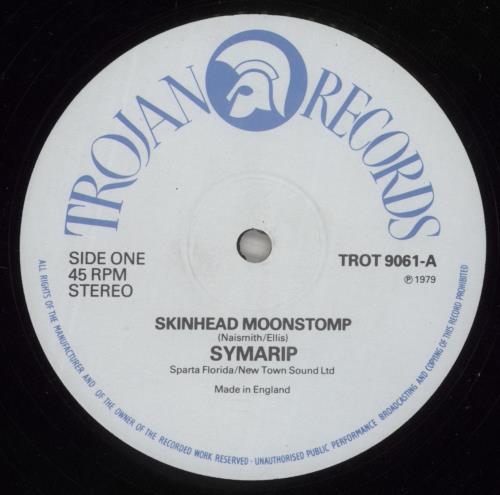 TROJAN RECORDS
SIDE ONE
45 RPM
STEREO
TROT 9061-A
℗ 1979
SKINHEAD MOONSTOMP
(Naismith/Ellis)
SYMARIP
Sparta Florida/New Town Sound Ltd
Made in England
ALL RIGHTS OF THE MANUFACTURER AND OF THE OWNER OF THE RECORDED WORK RESERVED · UNAUTHORISED PUBLIC PERFORMANCE BROADCASTING AND COPYING OF THIS RECORD PROHIBITED